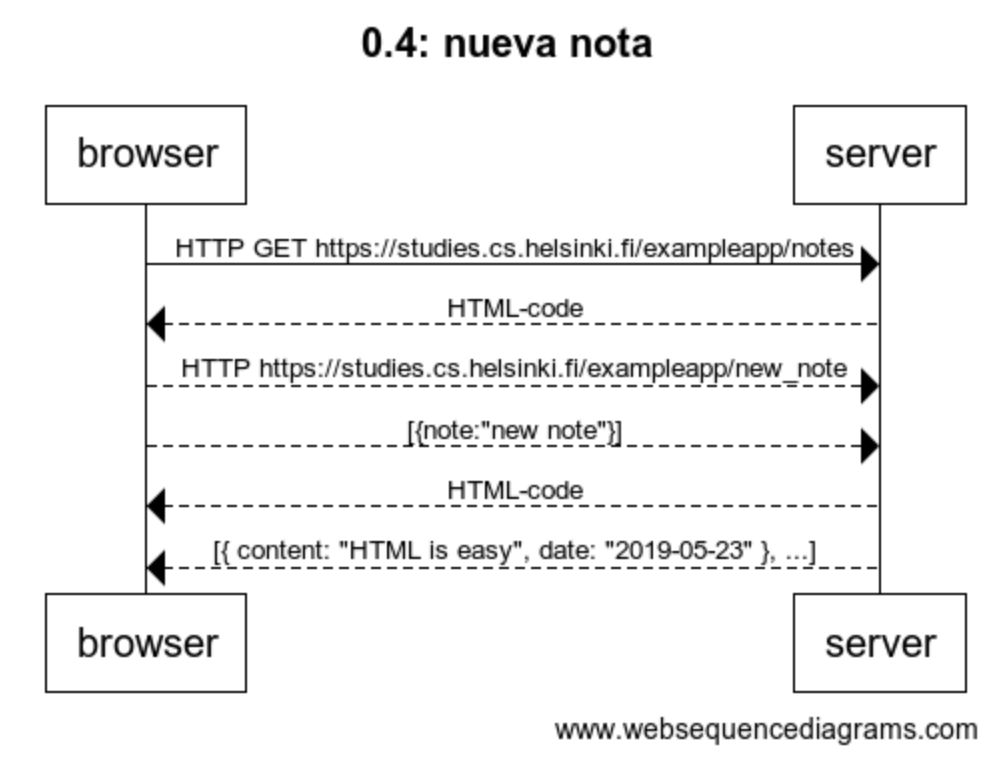 0.4: nueva nota
browser server
HTTP GET https://studies.cs.helsinki.fi/exampleapp/notes
HTML-code
HTTP https://studies.cs.helsinki.fi/exampleapp/new_note
[{note:"new note"}]
HTML-code
[{ content: "HTML is easy", date: "2019-05-23" }, ...]
browser server
www.websequencediagrams.com